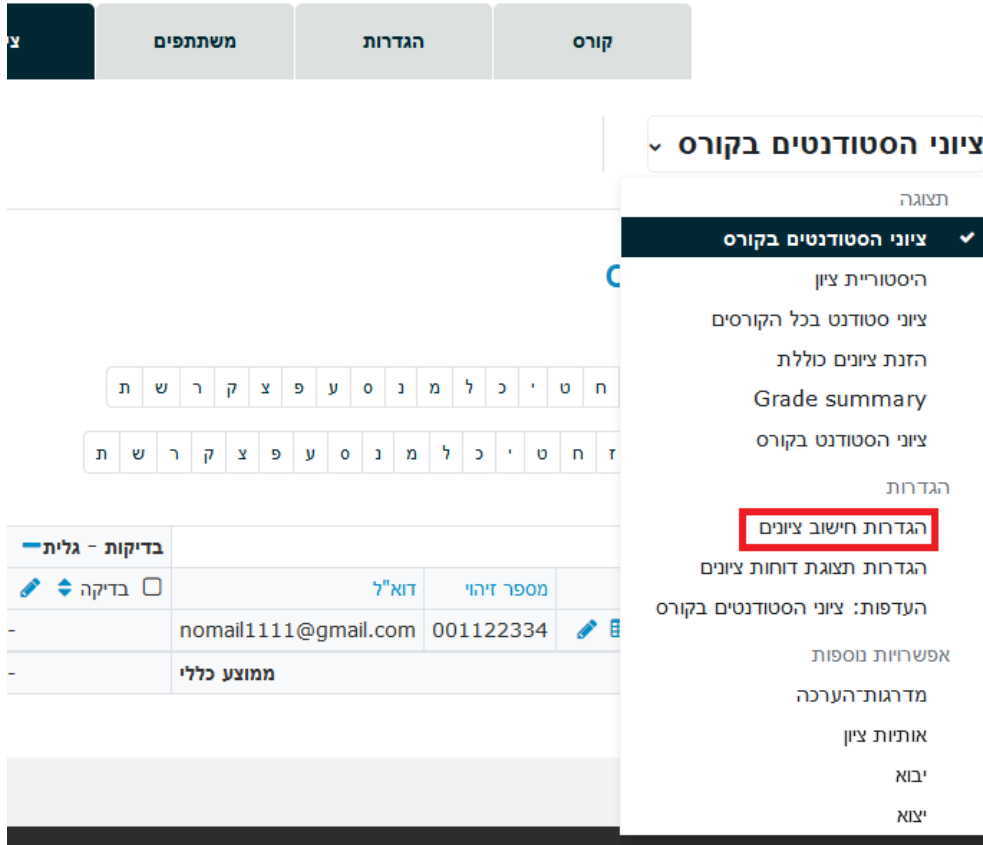 קורס הגדרות משתתפים
ציוני הסטודנטים בקורס
תצוגה
ציוני הסטודנטים בקורס
היסטוריית ציון
ציוני סטודנט בכל הקורסים
הזנת ציונים כוללת
Grade summary
ציוני הסטודנט בקורס
הגדרות
הגדרות חישוב ציונים
הגדרות תצוגת דוחות ציונים
העדפות: ציוני הסטודנטים בקורס
אפשרויות נוספות
מדרגות־הערכה
אותיות ציון
יבוא
יצוא
ח ט י כ ל מ נ ס ע פ צ ק ר ש ת
ז ח ט י כ ל מ נ ס ע פ צ ק ר ש ת
בדיקות - גלית
מספר זיהוי דוא"ל בדיקה
001122334 nomail1111@gmail.com -
ממוצע כללי -